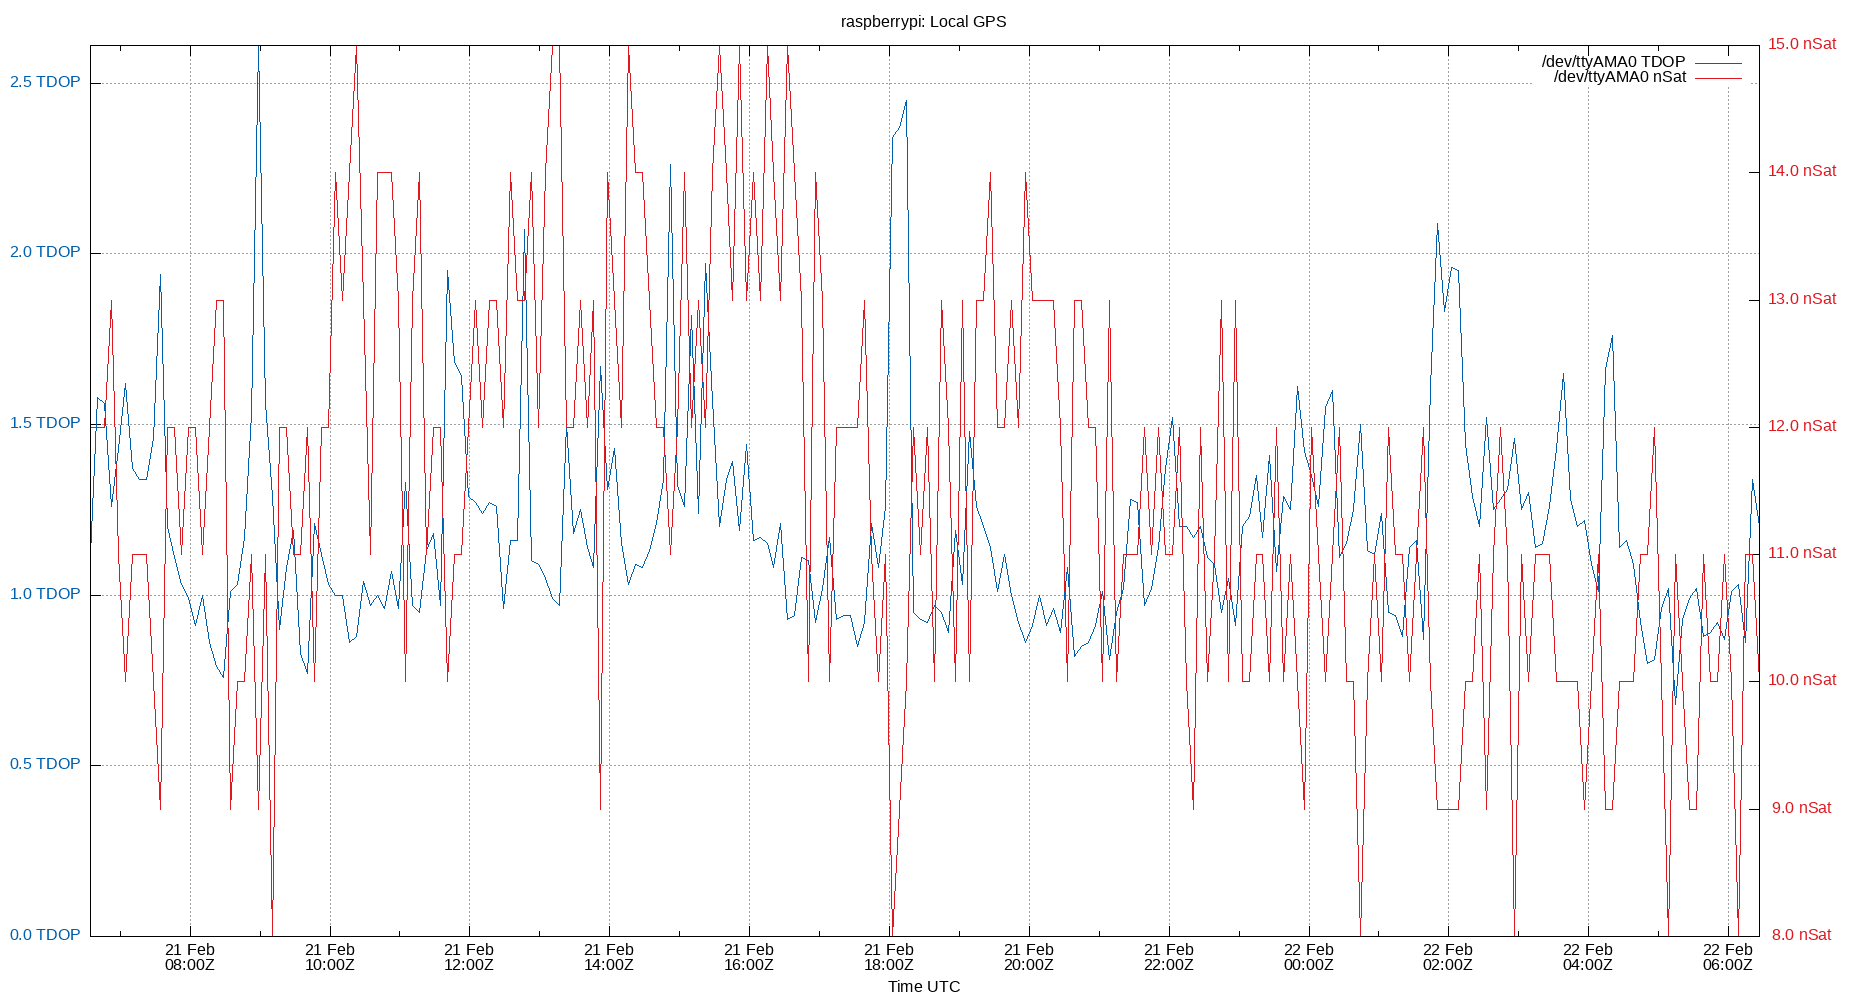 raspberrypi: Local GPS
/dev/ttyAMA0 TDOP
/dev/ttyAMA0 nSat
2.5 TDOP
2.0 TDOP
1.5 TDOP
1.0 TDOP
0.5 TDOP
0.0 TDOP
15.0 nSat
14.0 nSat
13.0 nSat
12.0 nSat
11.0 nSat
10.0 nSat
9.0 nSat
8.0 nSat
21 Feb
08:00Z
21 Feb
10:00Z
21 Feb
12:00Z
21 Feb
14:00Z
21 Feb
16:00Z
21 Feb
18:00Z
21 Feb
20:00Z
21 Feb
22:00Z
22 Feb
00:00Z
22 Feb
02:00Z
22 Feb
04:00Z
22 Feb
06:00Z
Time UTC